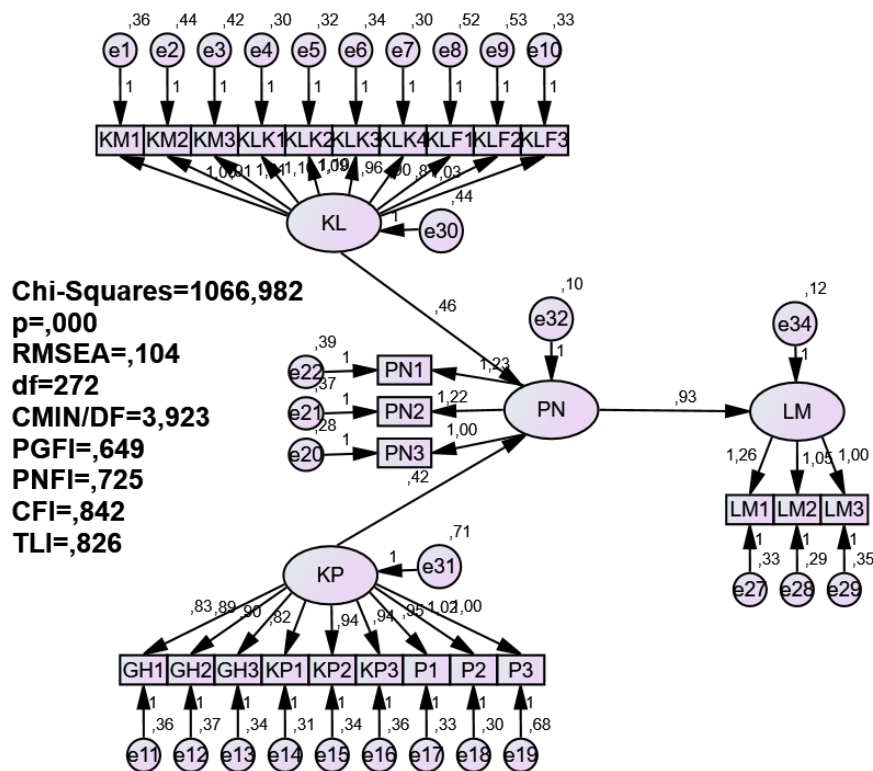 ,36 ,44 ,42 ,30 ,32 ,34 ,30 ,52 ,53 ,33
e1 e2 e3 e4 e5 e6 e7 e8 e9 e10
1 1 1 1 1 1 1 1 1 1
KM1 KM2 KM3 KLK1 KLK2 KLK3 KLK4 KLF1 KLF2 KLF3
,91 ,96 1,03
,44
KL 1 e30
Chi-Squares=1066,982
p=,000
RMSEA=,104
df=272
CMIN/DF=3,923
PGFI=,649
PNFI=,725
CFI=,842
TLI=,826
,46
,10
e32
1
,12
e34
1
,39
e22 1 PN1 1,23
,37
e21 1 PN2 1,22 PN ,93 LM
,28
e20 1 PN3 1,00
,42
1,26 1,05 1,00
LM1 LM2 LM3
1 1 1
,33 ,29 ,35
e27 e28 e29
,71
KP 1 e31
,83 ,89 ,90 ,82 ,94 ,94 ,95 1,02 1,00
GH1 GH2 GH3 KP1 KP2 KP3 P1 P2 P3
1 1 1 1 1 1 1 1 1
,36 ,37 ,34 ,31 ,34 ,36 ,33 ,30 ,68
e11 e12 e13 e14 e15 e16 e17 e18 e19